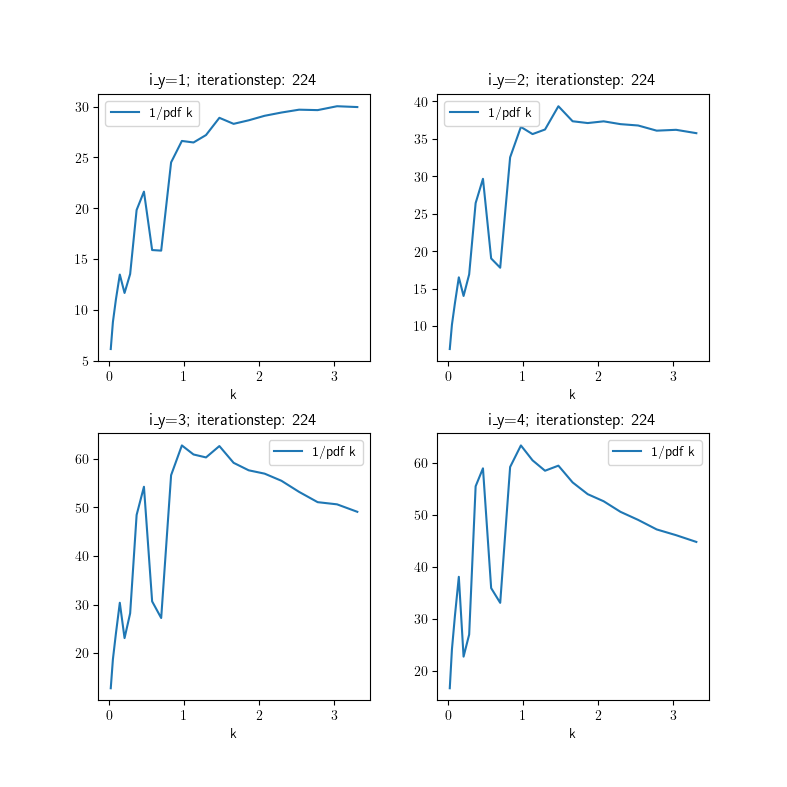 i_y=1; iterationstep: 224
1/pdf k
30
25
20
15
10
5
0 1 2 3
k
i_y=2; iterationstep: 224
1/pdf k
40
35
30
25
20
15
10
0 1 2 3
k
i_y=3; iterationstep: 224
1/pdf k
60
50
40
30
20
0 1 2 3
k
i_y=4; iterationstep: 224
1/pdf k
60
50
40
30
20
0 1 2 3
k